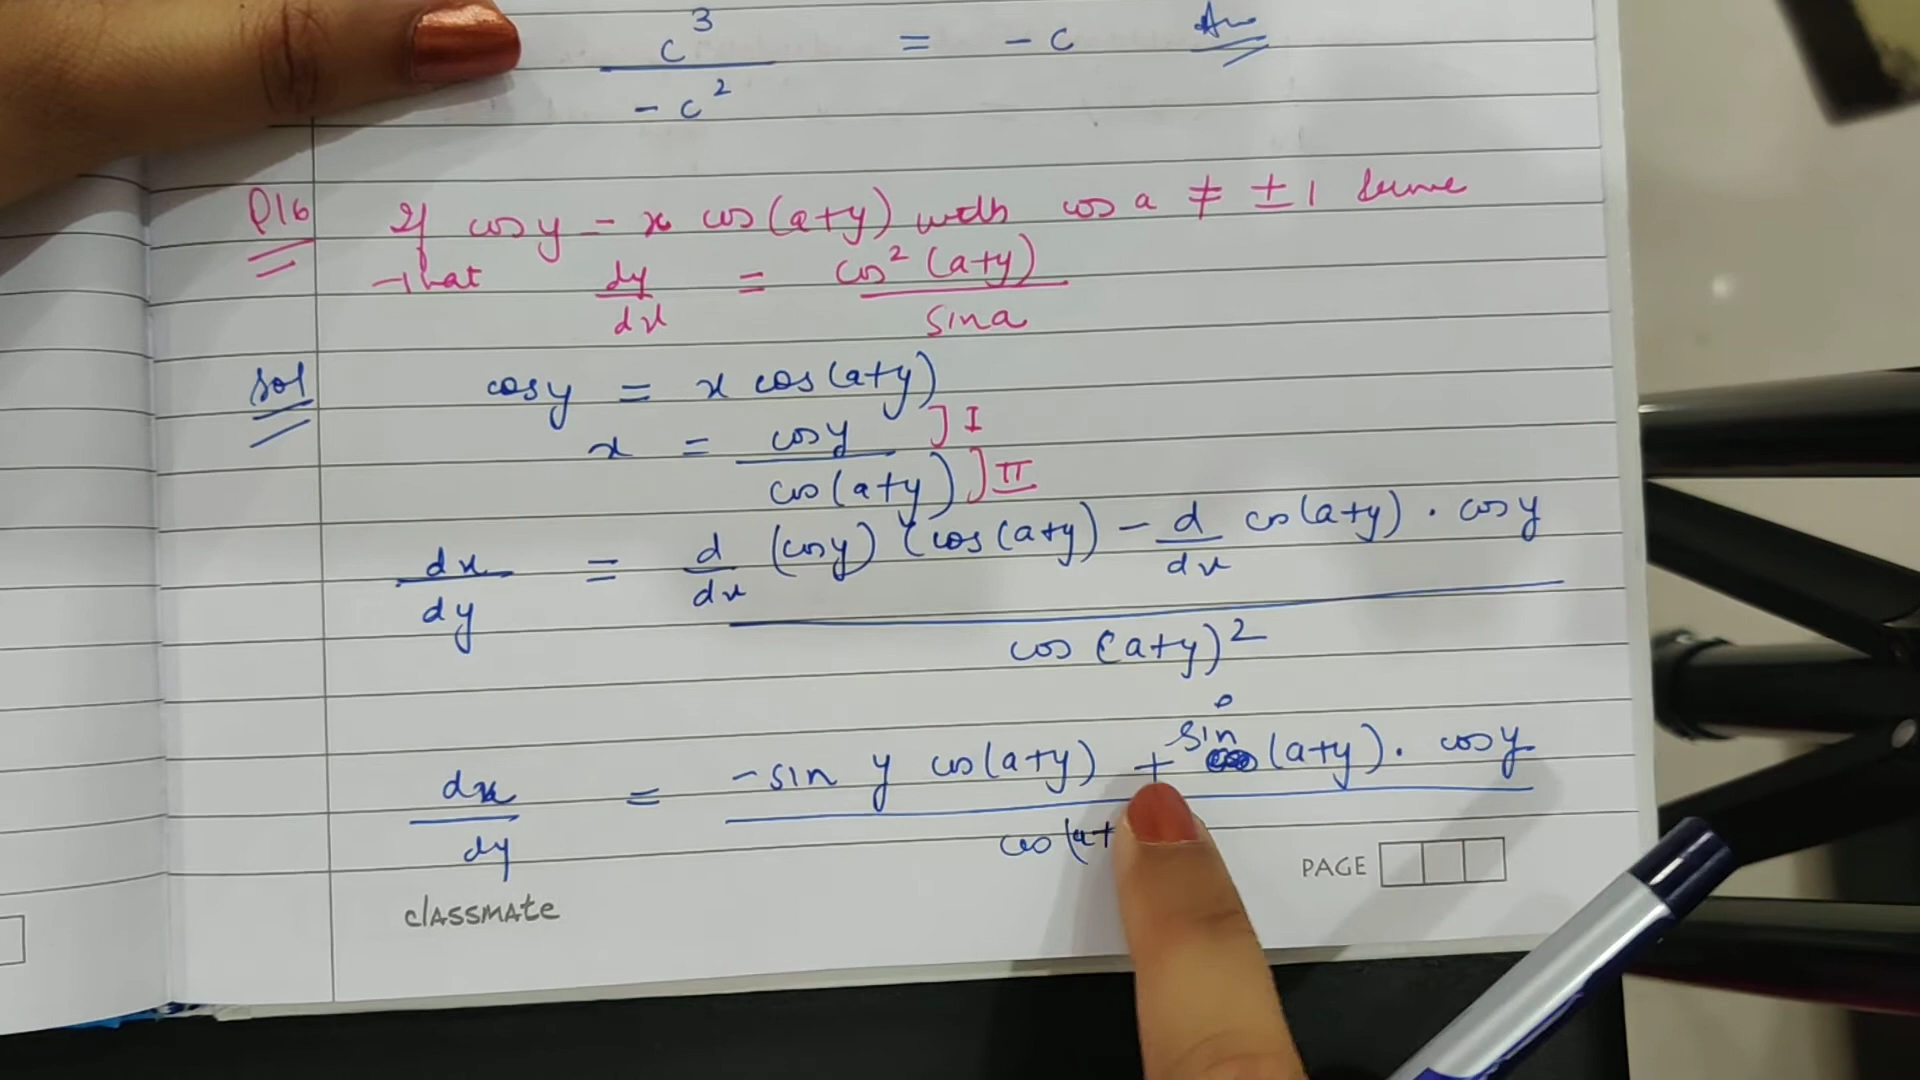 c³ / -c² = - c Ans
Q16 If cos y = x cos(a+y) with cos a ≠ ±1
that dy/dx = cos² (a+y) / sin a
Sol cos y = x cos(a+y)
x = cos y ] I / cos(a+y) ] II
dx/dy = d/dx (cos y) (cos(a+y) - d/dx cos(a+y) . cos y / cos (a+y)²
dx/dy = -sin y cos(a+y) + sin (a+y) . cos y / cos(a+
PAGE
classmate